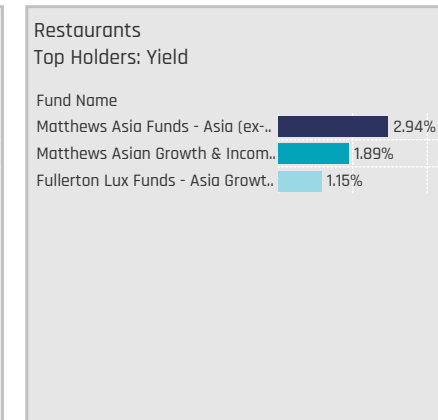 Restaurants
Top Holders: Yield
Fund Name
Matthews Asia Funds - Asia (ex-.. 2.94%
Matthews Asian Growth & Incom.. 1.89%
Fullerton Lux Funds - Asia Growt.. 1.15%